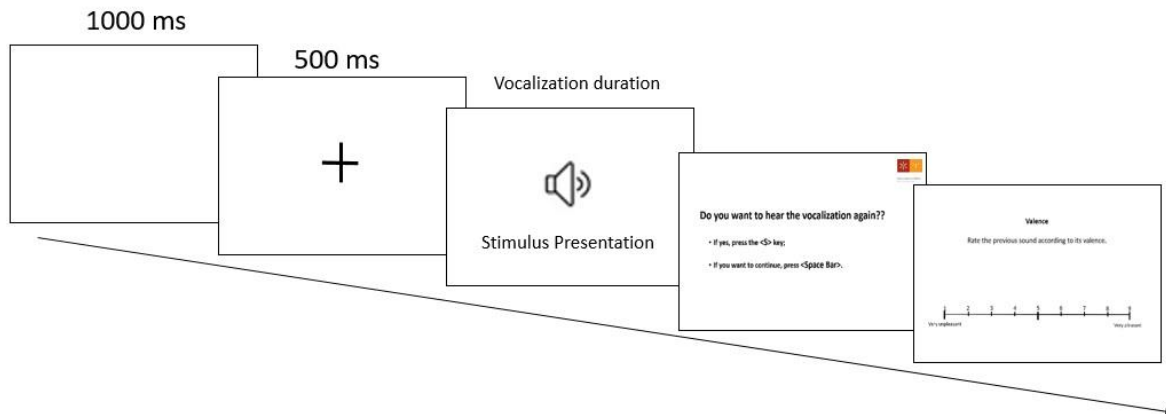 1000 ms
500 ms
Vocalization duration
Stimulus Presentation
Do you want to hear the vocalization again??
• If yes, press the <S> key;
• If you want to continue, press <Space Bar>.
Valence
Rate the previous sound according to its valence.
1 2 3 4 5 6 7 8 9
Very unpleasant
Very pleasant